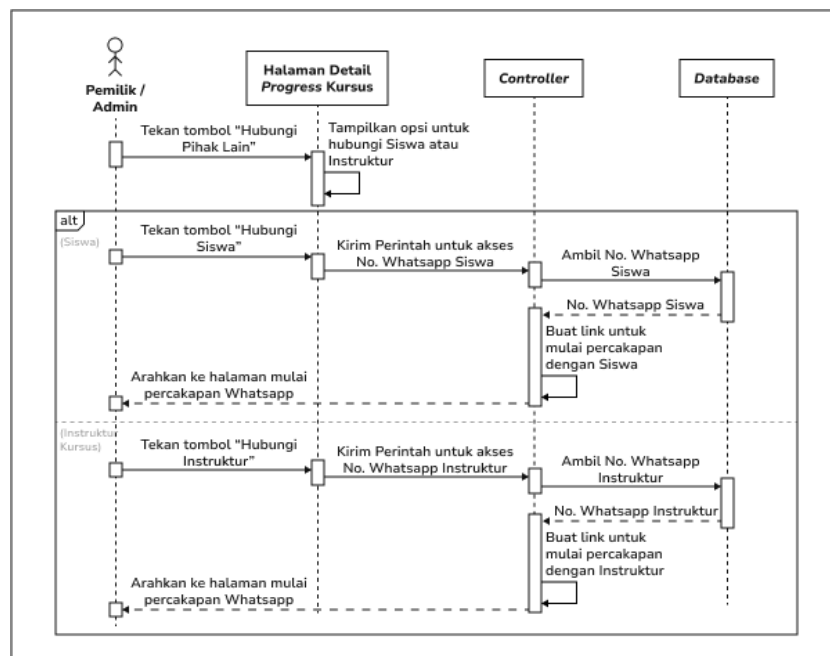 Pemilik /
Admin
Halaman Detail
Progress Kursus
Controller
Database
Tekan tombol “Hubungi
Pihak Lain”
Tampilkan opsi untuk
hubungi Siswa atau
Instruktur
alt
(Siswa)
Tekan tombol “Hubungi
Siswa”
Kirim Perintah untuk akses
No. Whatsapp Siswa
Ambil No. Whatsapp
Siswa
No. Whatsapp Siswa
Buat link untuk
mulai percakapan
dengan Siswa
Arahkan ke halaman mulai
percakapan Whatsapp
(Instruktur
Kursus)
Tekan tombol “Hubungi
Instruktur”
Kirim Perintah untuk akses
No. Whatsapp Instruktur
Ambil No. Whatsapp
Instruktur
No. Whatsapp Instruktur
Buat link untuk
mulai percakapan
dengan Instruktur
Arahkan ke halaman mulai
percakapan Whatsapp